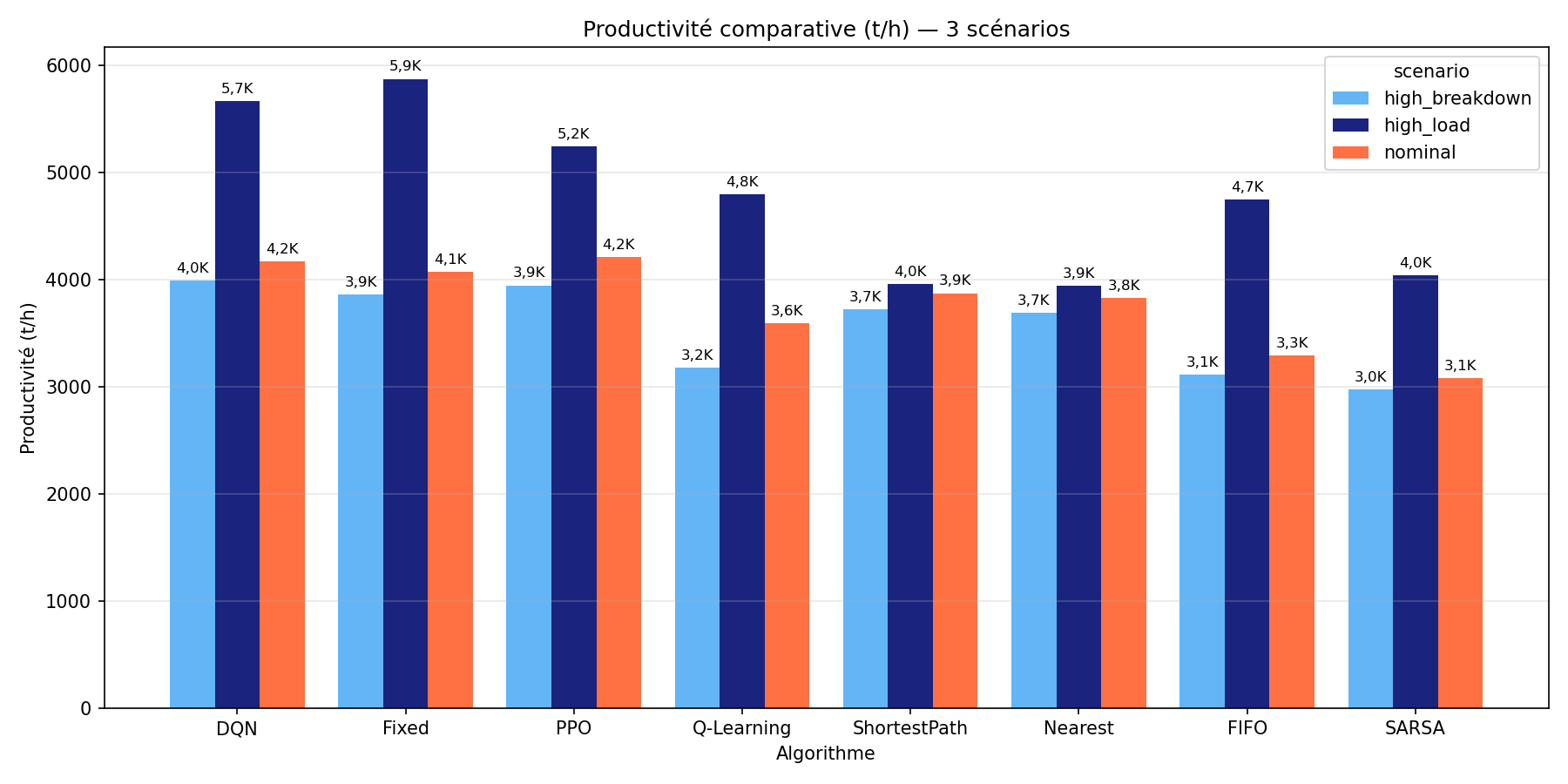 Productivité comparative (t/h) — 3 scénarios
scenario
high_breakdown
high_load
nominal
Productivité (t/h)
6000
5000
4000
3000
2000
1000
0
4,0K 5,7K 4,2K
3,9K 5,9K 4,1K
3,9K 5,2K 4,2K
3,2K 4,8K 3,6K
3,7K 4,0K 3,9K
3,7K 3,9K 3,8K
3,1K 4,7K 3,3K
3,0K 4,0K 3,1K
DQN Fixed PPO Q-Learning ShortestPath Nearest FIFO SARSA
Algorithme